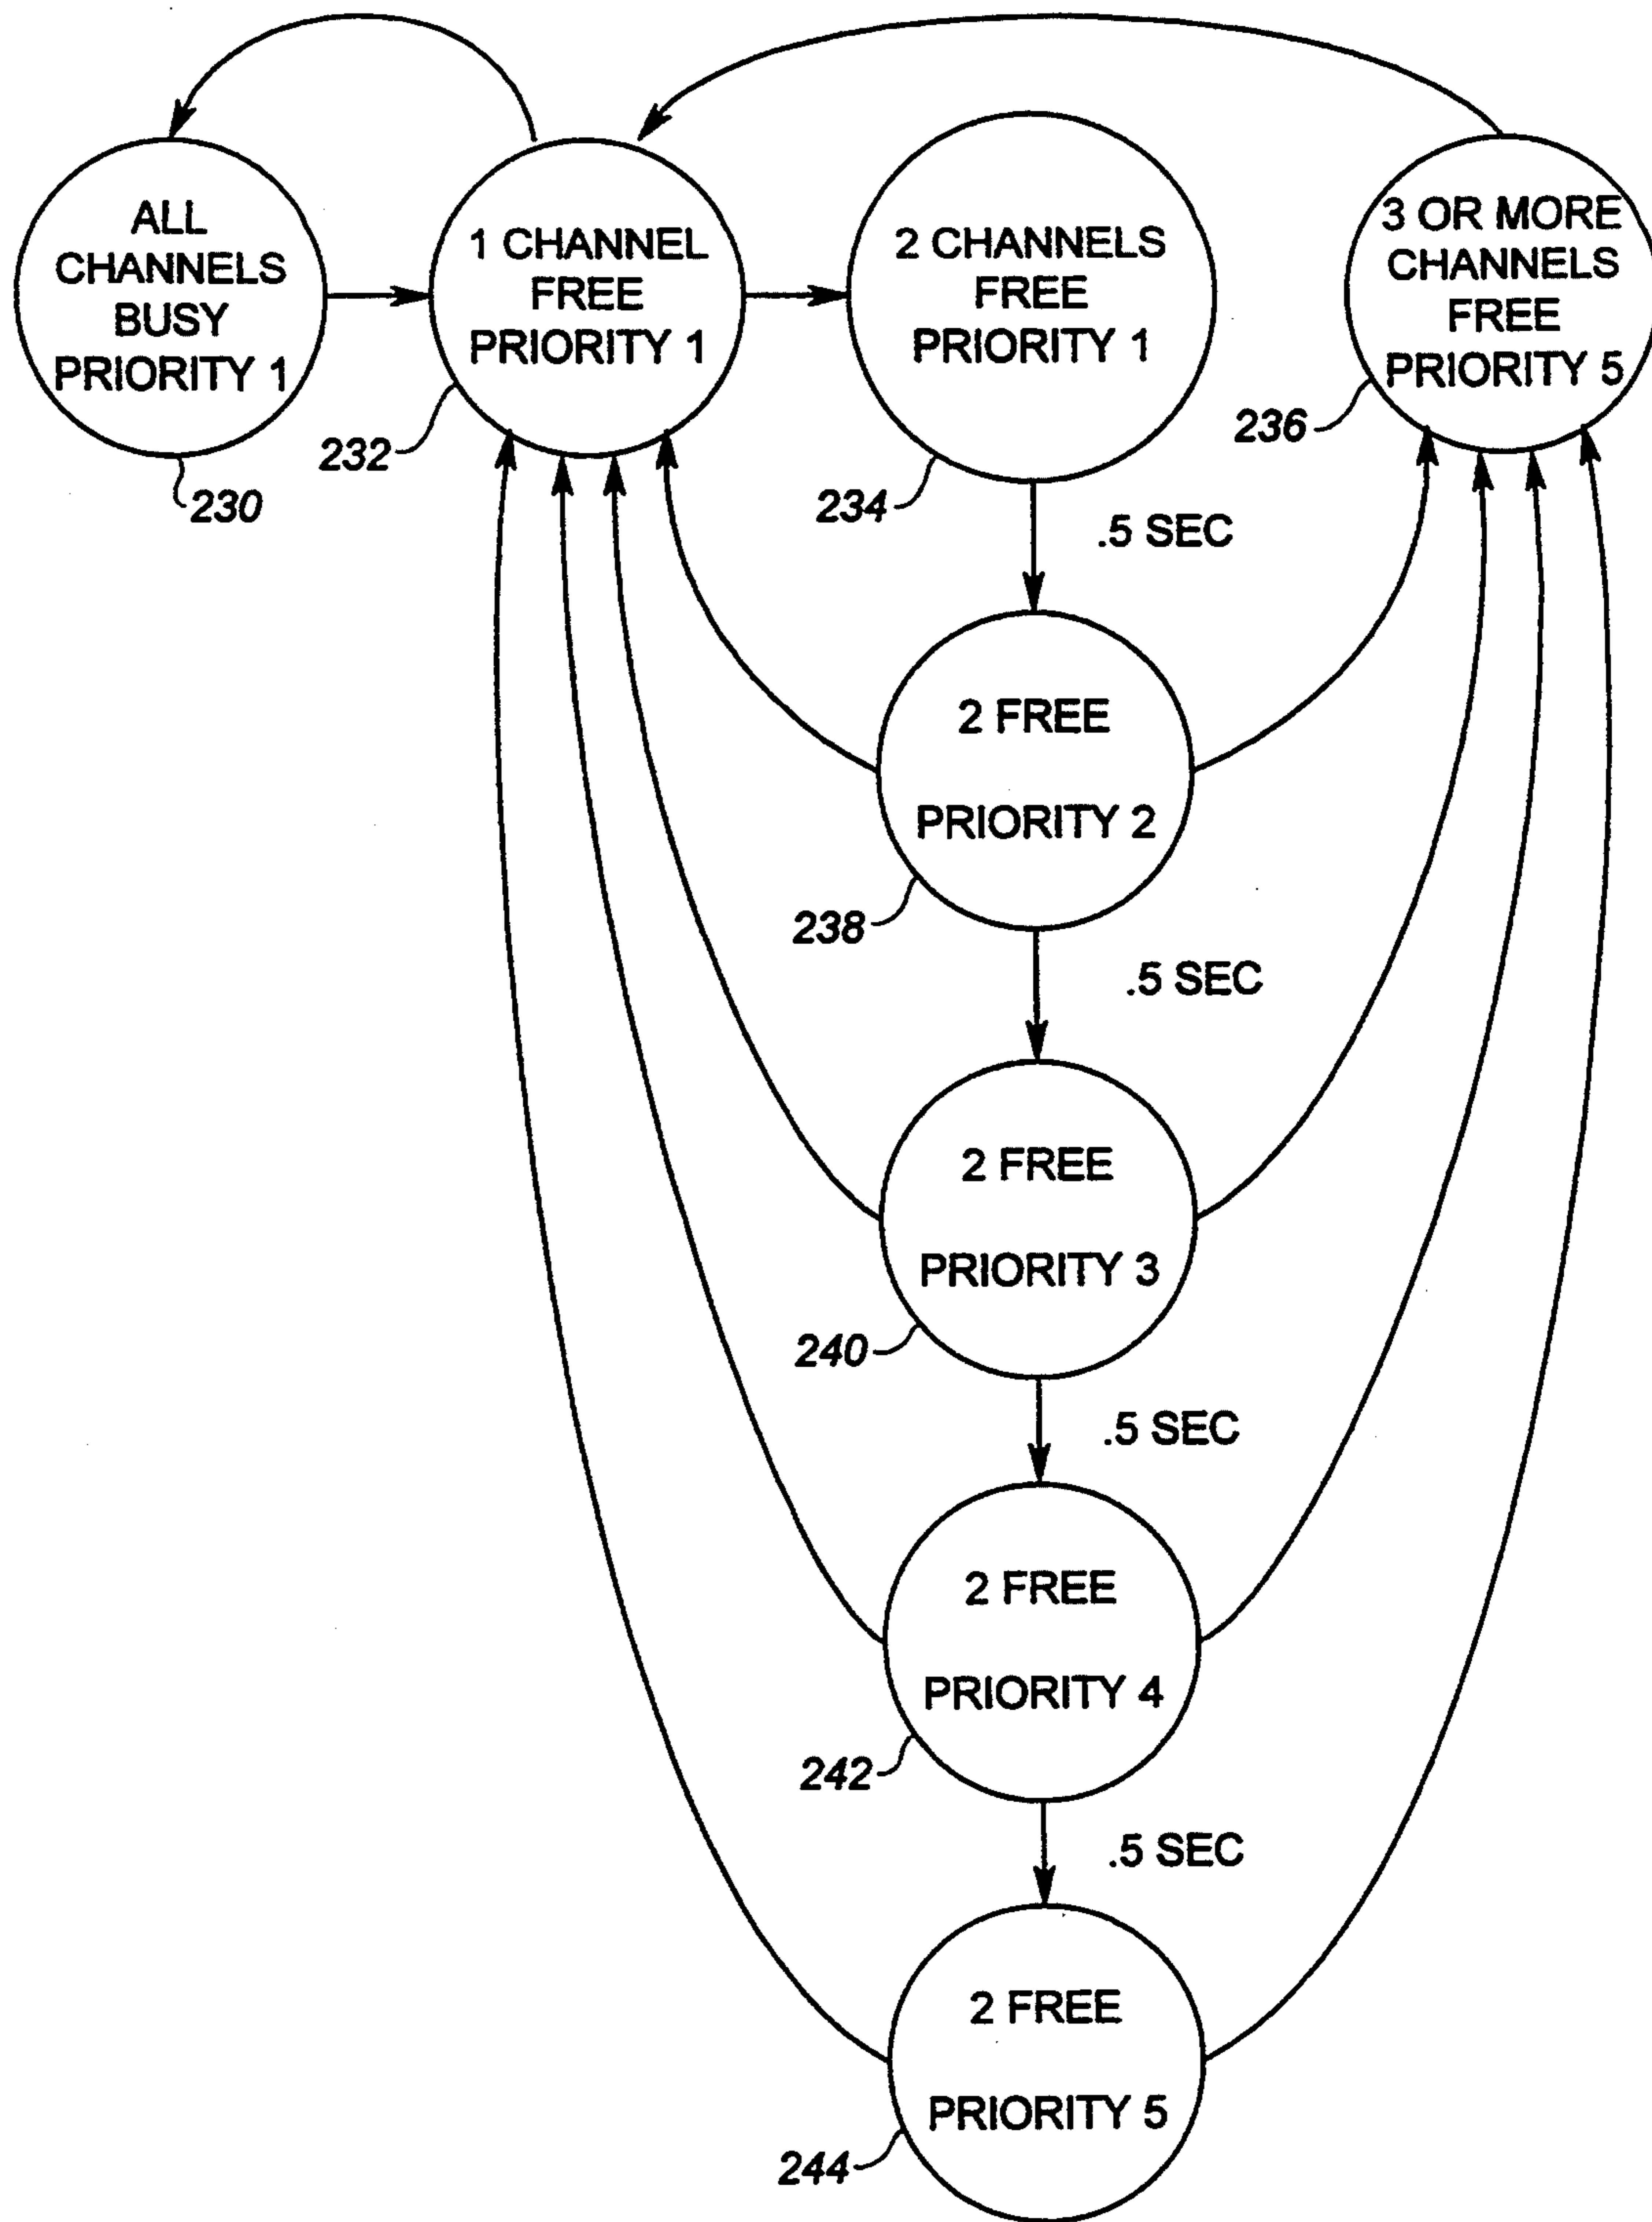 ALL
CHANNELS
BUSY
PRIORITY 1
230
1 CHANNEL
FREE
PRIORITY 1
232
2 CHANNELS
FREE
PRIORITY 1
234
3 OR MORE
CHANNELS
FREE
PRIORITY 5
236
.5 SEC
2 FREE
PRIORITY 2
238
.5 SEC
2 FREE
PRIORITY 3
240
.5 SEC
2 FREE
PRIORITY 4
242
.5 SEC
2 FREE
PRIORITY 5
244